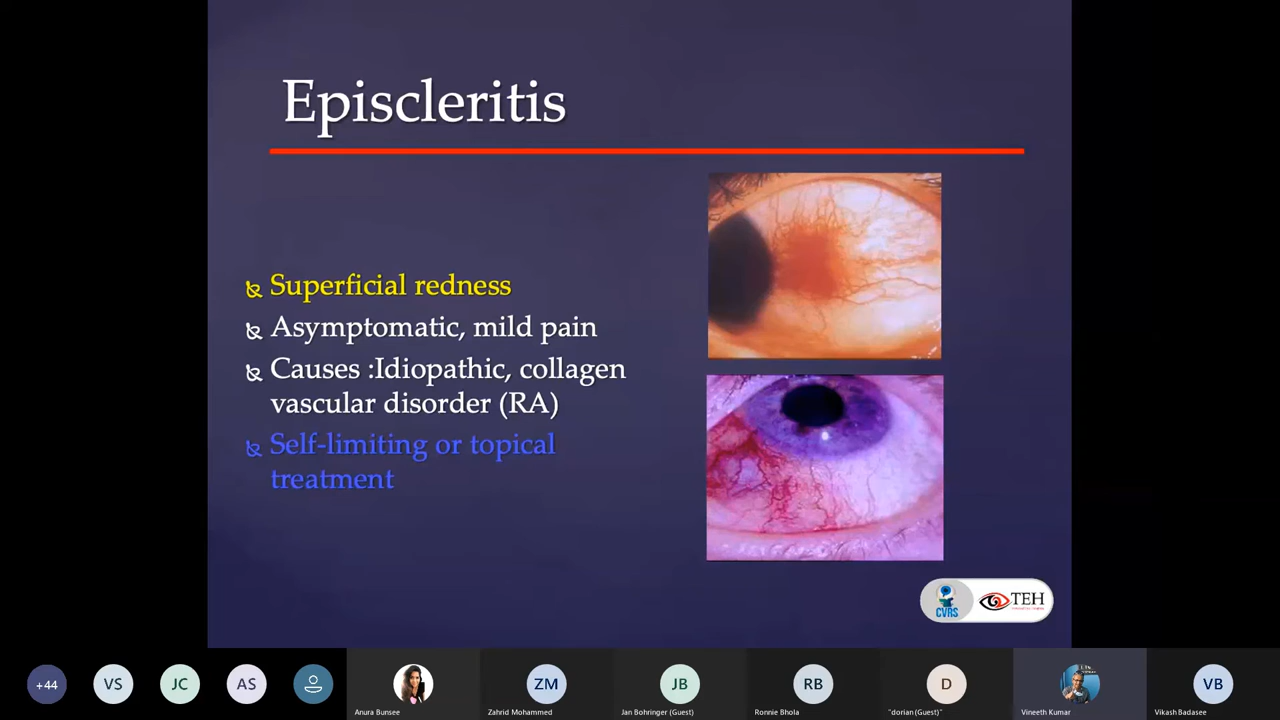 Episcleritis
Superficial redness
Asymptomatic, mild pain
Causes :Idiopathic, collagen
vascular disorder (RA)
Self-limiting or topical
treatment
CVRS
TEH
+44
VS
JC
AS
ZM
JB
RB
D
VB
Anura Bunsee
Zahrid Mohammed
Jan Bohringer (Guest)
Ronnie Bhola
"dorian (Guest)"
Vineeth Kumar
Vikash Badasee